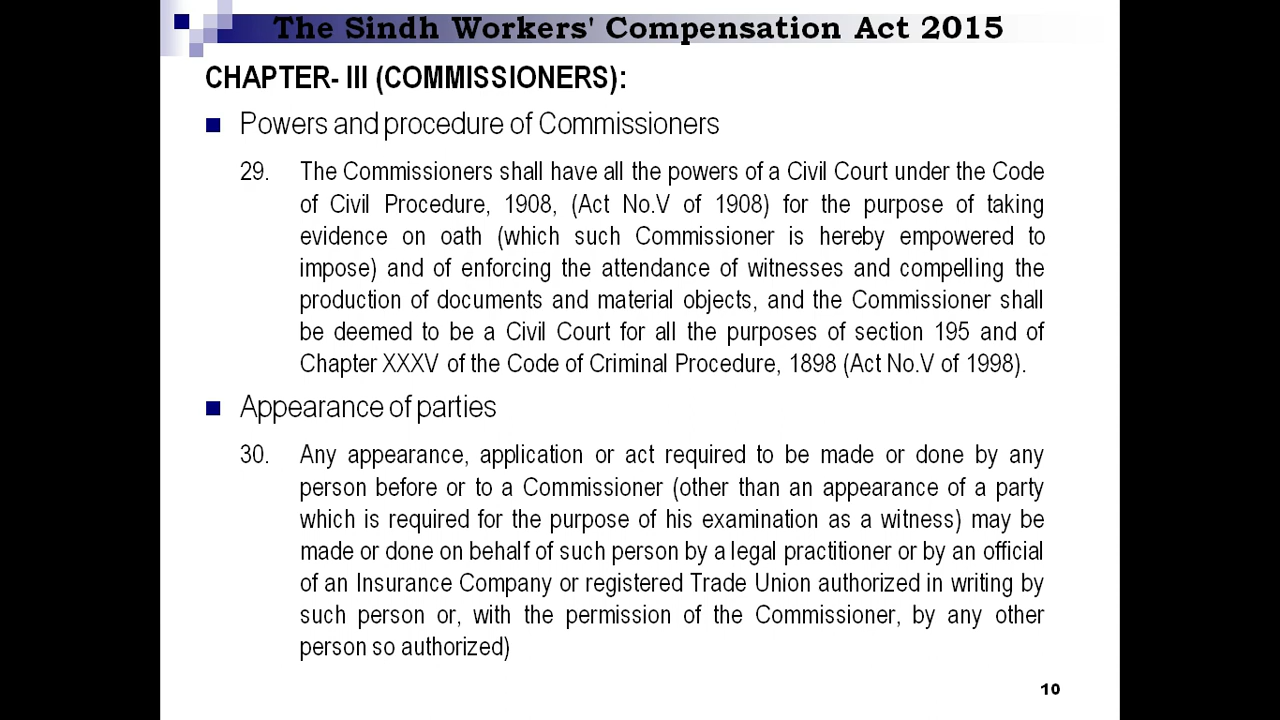 The Sindh Workers' Compensation Act 2015
CHAPTER- III (COMMISSIONERS):
Powers and procedure of Commissioners
29. The Commissioners shall have all the powers of a Civil Court under the Code
of Civil Procedure, 1908, (Act No.V of 1908) for the purpose of taking
evidence on oath (which such Commissioner is hereby empowered to
impose) and of enforcing the attendance of witnesses and compelling the
production of documents and material objects, and the Commissioner shall
be deemed to be a Civil Court for all the purposes of section 195 and of
Chapter XXXV of the Code of Criminal Procedure, 1898 (Act No.V of 1998).
Appearance of parties
30. Any appearance, application or act required to be made or done by any
person before or to a Commissioner (other than an appearance of a party
which is required for the purpose of his examination as a witness) may be
made or done on behalf of such person by a legal practitioner or by an official
of an Insurance Company or registered Trade Union authorized in writing by
such person or, with the permission of the Commissioner, by any other
person so authorized)
10